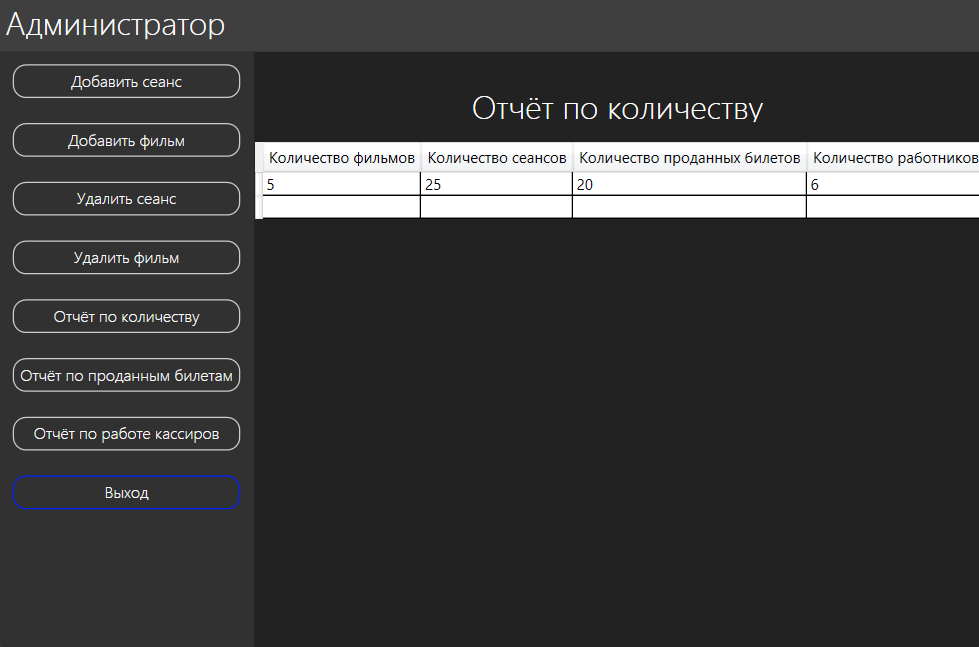 Администратор
Добавить сеанс
Добавить фильм
Удалить сеанс
Удалить фильм
Отчёт по количеству
Отчёт по проданным билетам
Отчёт по работе кассиров
Выход
Отчёт по количеству
Количество фильмов Количество сеансов Количество проданных билетов Количество работников
5 25 20 6